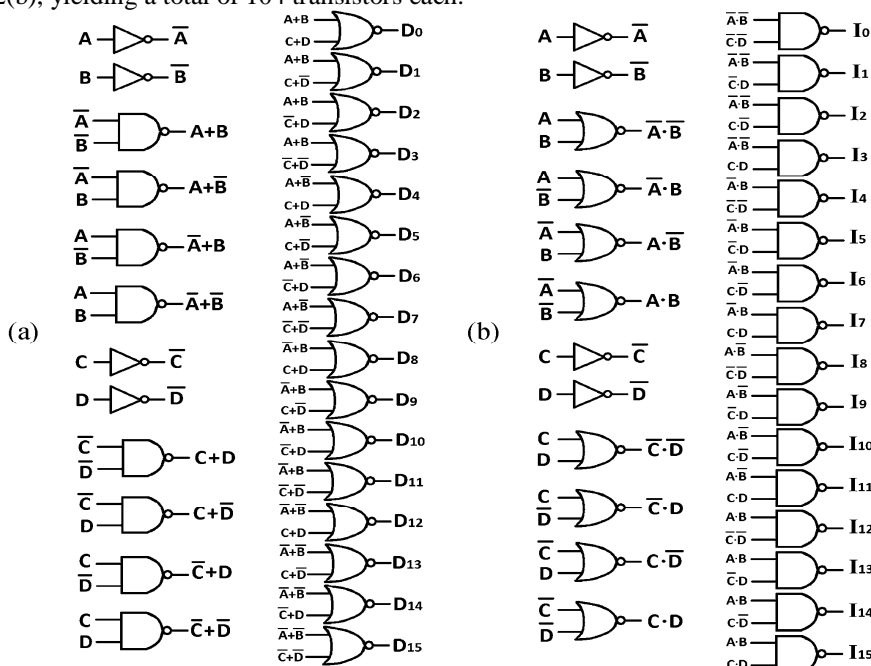 2(b), yielding a total of 104 transistors each.
(a)
A A̅
B B̅
A̅
B̅
A+B
A̅
B
A+B̅
A
B̅
A̅+B
A
B
A̅+B̅
C C̅
D D̅
C̅
D̅
C+D
C̅
D
C+D̅
C
D̅
C̅+D
C
D
C̅+D̅
A+B
C+D
D0
A+B
C+D̅
D1
A+B
C̅+D
D2
A+B
C̅+D̅
D3
A+B̅
C+D
D4
A+B̅
C+D̅
D5
A+B̅
C̅+D
D6
A+B̅
C̅+D̅
D7
A̅+B
C+D
D8
A̅+B
C+D̅
D9
A̅+B
C̅+D
D10
A̅+B
C̅+D̅
D11
A̅+B̅
C+D
D12
A̅+B̅
C+D̅
D13
A̅+B̅
C̅+D
D14
A̅+B̅
C̅+D̅
D15
(b)
A A̅
B B̅
A
B
A̅·B̅
A
B̅
A̅·B
A̅
B
A·B̅
A̅
B̅
A·B
C C̅
D D̅
C
D
C̅·D̅
C
D̅
C̅·D
C̅
D
C·D̅
C̅
D̅
C·D
A̅·B̅
C̅·D̅
I0
A̅·B̅
C̅·D
I1
A̅·B̅
C·D̅
I2
A̅·B̅
C·D
I3
A̅·B
C̅·D̅
I4
A̅·B
C̅·D
I5
A̅·B
C·D̅
I6
A̅·B
C·D
I7
A·B̅
C̅·D̅
I8
A·B̅
C̅·D
I9
A·B̅
C·D̅
I10
A·B̅
C·D
I11
A·B
C̅·D̅
I12
A·B
C̅·D
I13
A·B
C·D̅
I14
A·B
C·D
I15